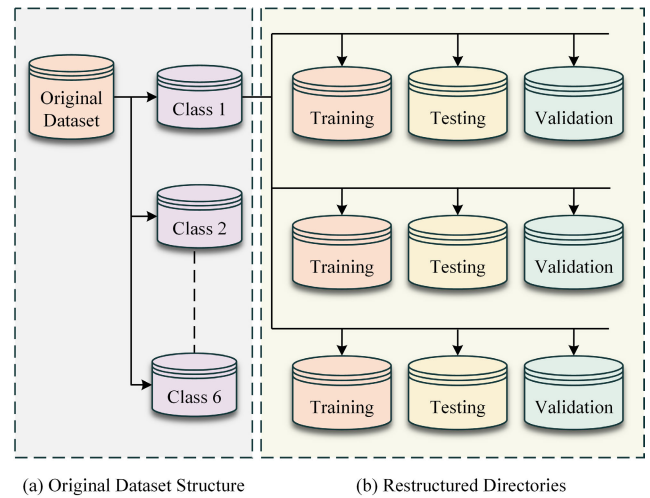 Original
Dataset
Class 1
Training
Testing
Validation
Class 2
Training
Testing
Validation
Class 6
Training
Testing
Validation
(a) Original Dataset Structure
(b) Restructured Directories